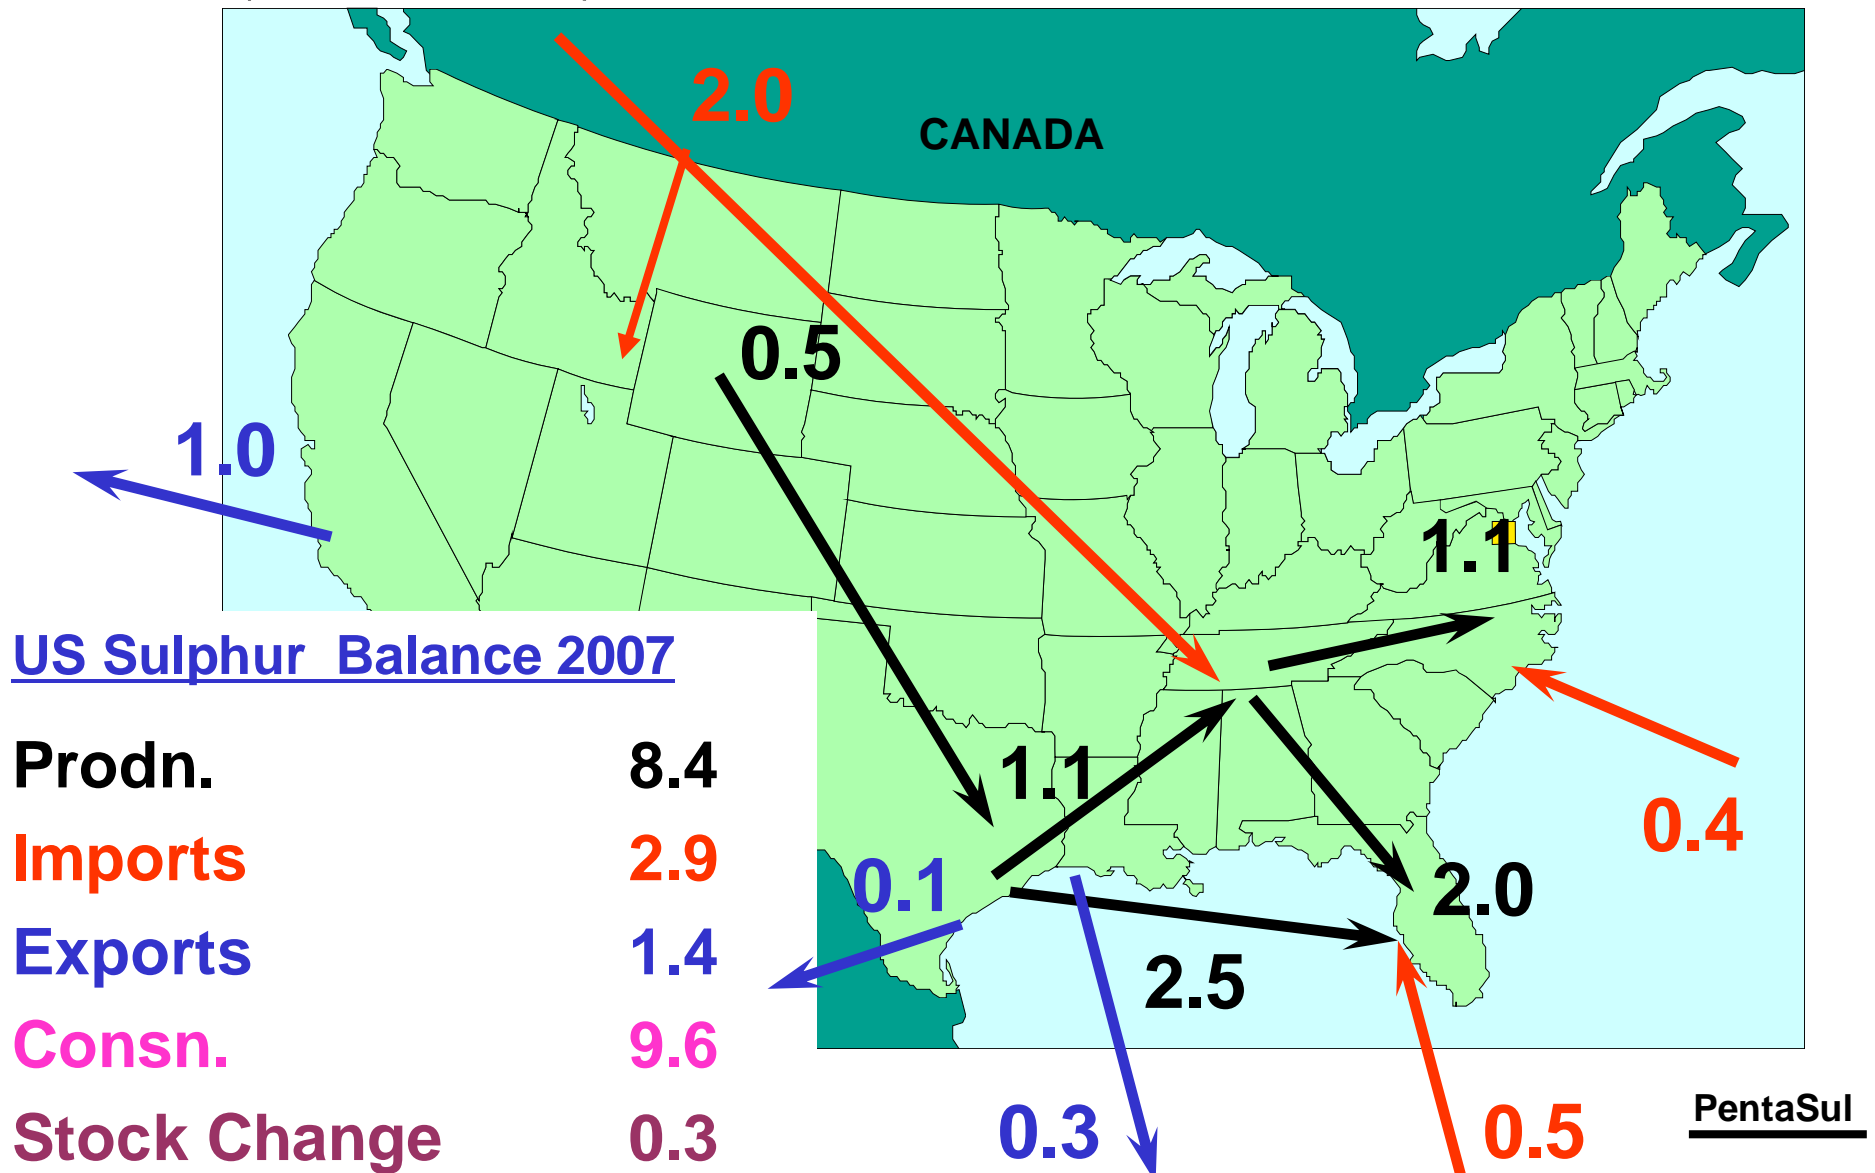 2.0
CANADA
0.5
1.0
1.1
US Sulphur Balance 2007
Prodn. 8.4
1.1
0.4
Imports 2.9
0.1
2.0
Exports 1.4
2.5
Consn. 9.6
PentaSul
Stock Change 0.3
0.3
0.5